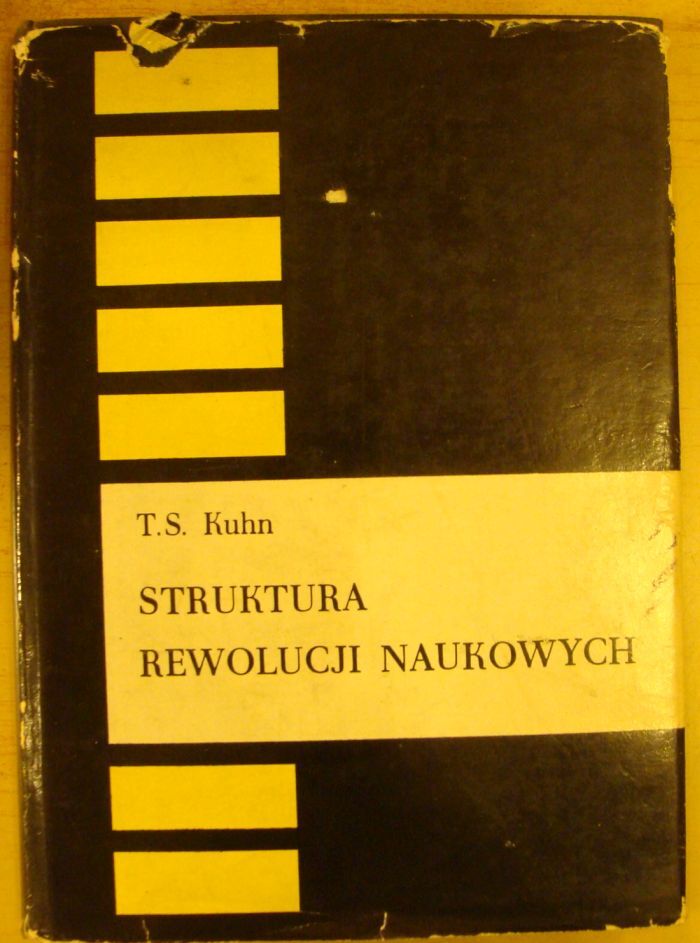 T.S. Kuhn
STRUKTURA
REWOLUCJI NAUKOWYCH